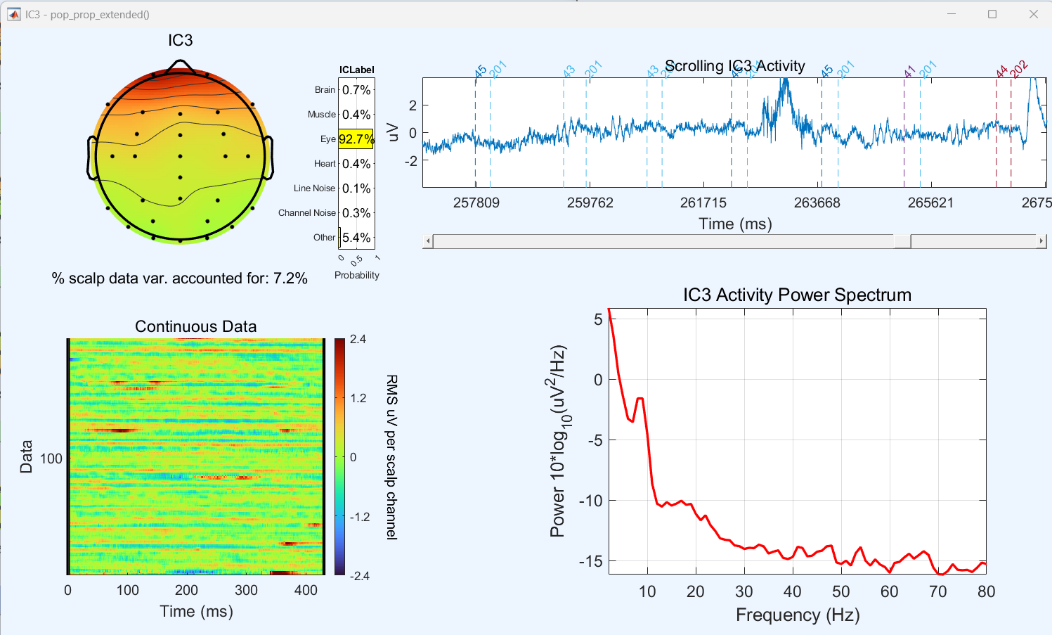 IC3 - pop_prop_extended()
IC3
ICLabel
Brain 0.7%
Muscle 0.4%
Eye 92.7%
Heart 0.4%
Line Noise 0.1%
Channel Noise 0.3%
Other 5.4%
0 0.5 1
Probability
% scalp data var. accounted for: 7.2%
Scrolling IC3 Activity
45 201 43 201 43 45 201 41 201 44 202
uV
2
0
-2
257809 259762 261715 263668 265621 2675
Time (ms)
Continuous Data
Data
100
0 100 200 300 400
Time (ms)
2.4
1.2
0
-1.2
-2.4
RMS uV per scalp channel
IC3 Activity Power Spectrum
Power 10*log10(uV2/Hz)
5
0
-5
-10
-15
10 20 30 40 50 60 70 80
Frequency (Hz)